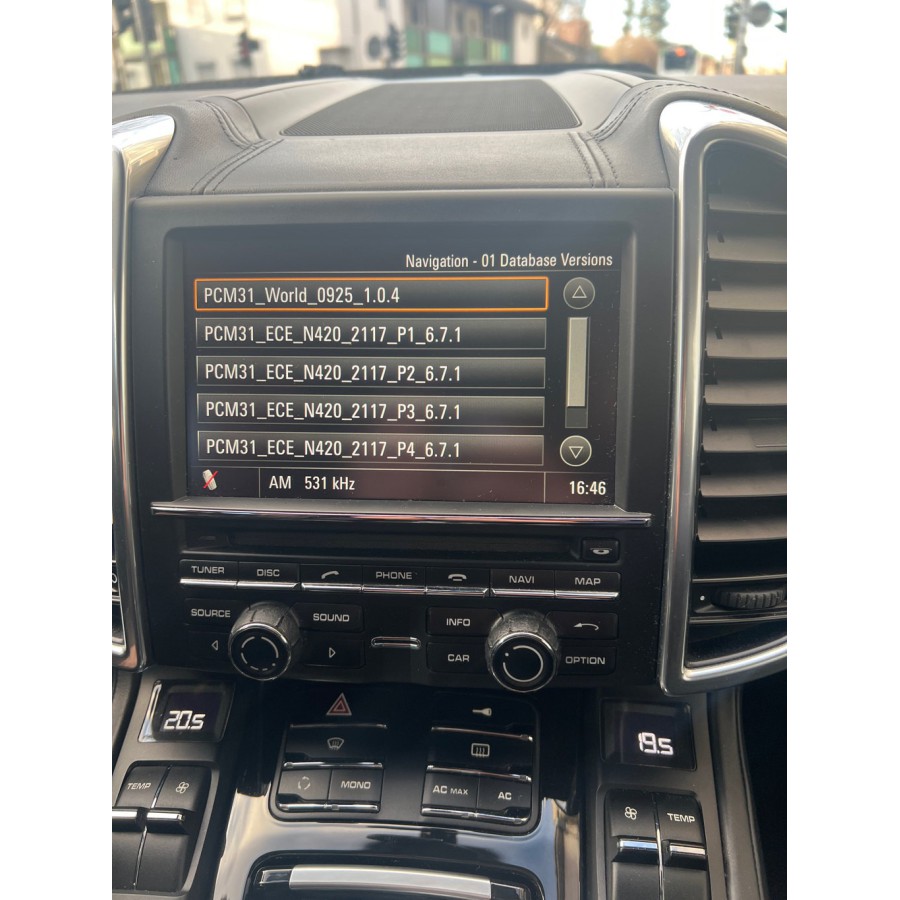 Navigation - 01 Database Versions
PCM31_World_0925_1.0.4
PCM31_ECE_N420_2117_P1_6.7.1
PCM31_ECE_N420_2117_P2_6.7.1
PCM31_ECE_N420_2117_P3_6.7.1
PCM31_ECE_N420_2117_P4_6.7.1
AM 531 kHz 16:46
TUNER DISC PHONE NAVI MAP
SOURCE SOUND INFO
CAR OPTION
20.5 19.5
TEMP MONO AC MAX AC TEMP